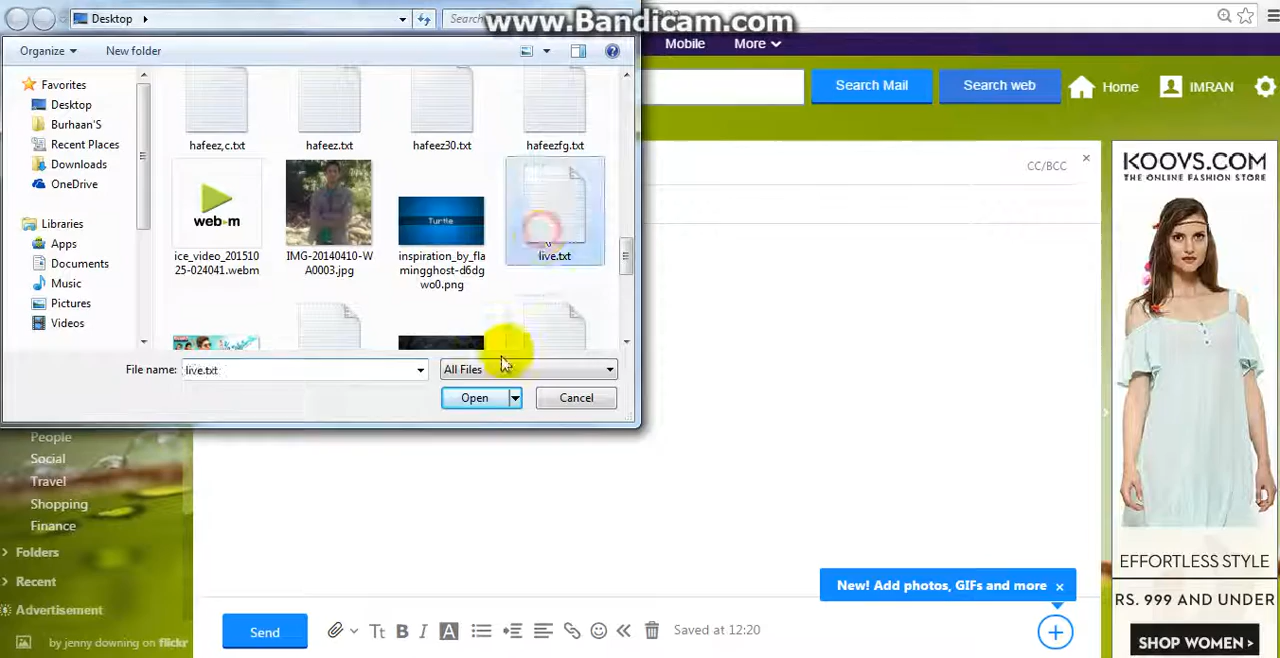 Desktop
Search
www.Bandicam.com
Organize
New folder
Mobile
More
Search Mail
Search web
Home
IMRAN
Favorites
Desktop
Burhaan'S
Recent Places
Downloads
OneDrive
Libraries
Apps
Documents
Music
Pictures
Videos
hafeez,c.txt
hafeez.txt
hafeez30.txt
hafeezfg.txt
web-m
Turtle
ice_video_20151025-024041.webm
IMG-20140410-WA0003.jpg
inspiration_by_flamingghost-d6dgwo0.png
live.txt
File name:
live.txt
All Files
Open
Cancel
CC/BCC
KOOVS.COM
THE ONLINE FASHION STORE
People
Social
Travel
Shopping
Finance
Folders
Recent
Advertisement
by jenny downing on flickr
New! Add photos, GIFs and more
Send
Tt B I A
Saved at 12:20
EFFORTLESS STYLE
RS. 999 AND UNDER
SHOP WOMEN >